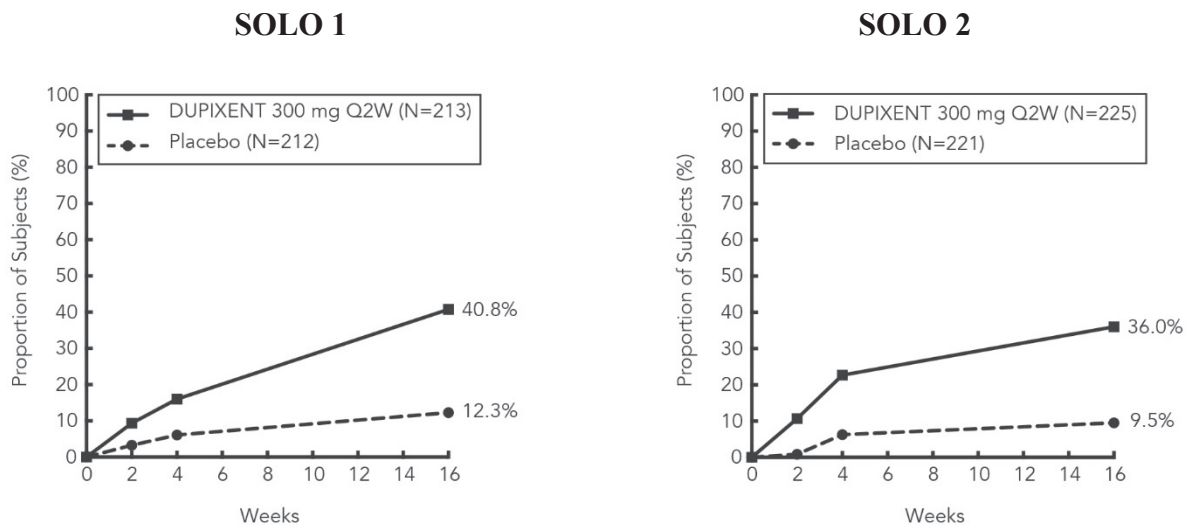 SOLO 1
DUPIXENT 300 mg Q2W (N=213)
Placebo (N=212)
Proportion of Subjects (%)
100
90
80
70
60
50
40
30
20
10
0
40.8%
12.3%
0 2 4 6 8 10 12 14 16
Weeks
SOLO 2
DUPIXENT 300 mg Q2W (N=225)
Placebo (N=221)
Proportion of Subjects (%)
100
90
80
70
60
50
40
30
20
10
0
36.0%
9.5%
0 2 4 6 8 10 12 14 16
Weeks